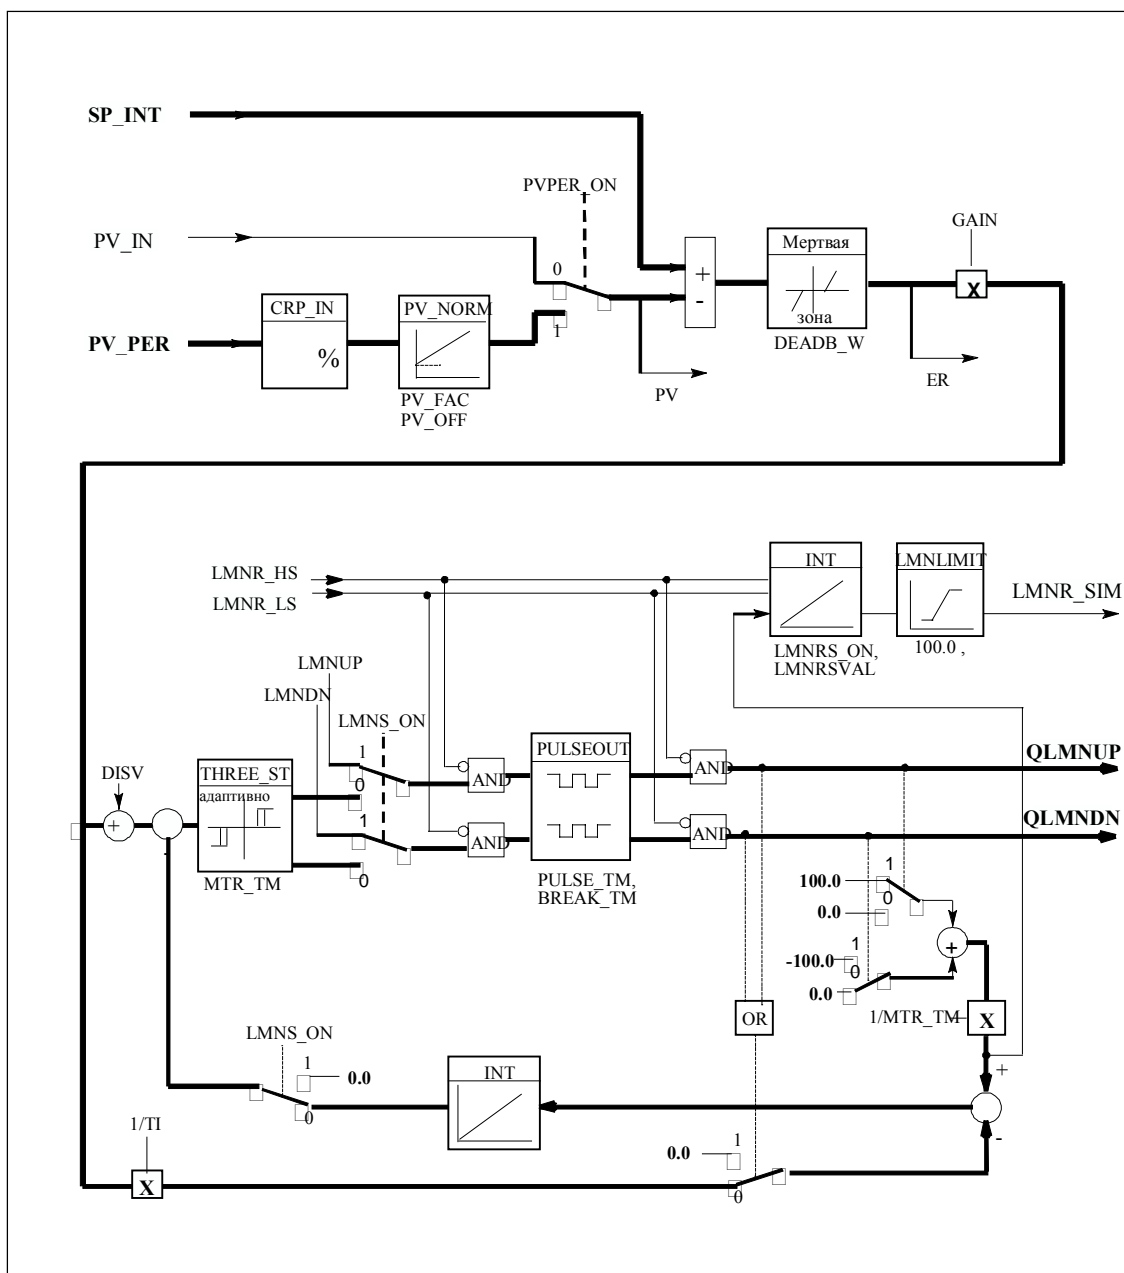 SP_INT
PVPER_ON
GAIN
PV_IN
0
Мертвая
+
X
-
CRP_IN
PV_NORM
зона
PV_PER
1
%
DEADB_W
PV_FAC
PV_OFF
PV
ER
INT
LMNLIMIT
LMNR_HS
LMNR_LS
LMNR_SIM
LMNRS_ON,
LMNRSVAL
100.0 ,
LMNUP
LMNDN
LMNS_ON
1
PULSEOUT
QLMNUP
DISV
THREE_ST
0
AND
AND
адаптивно
1
QLMNDN
+
-
AND
AND
MTR_TM
0
PULSE_TM,
BREAK_TM
1
100.0
0
0.0
1
+
-100.0
0
0.0
1/MTR_TM
X
OR
LMNS_ON
1
0.0
INT
+
0
1/TI
1
-
0.0
X
0